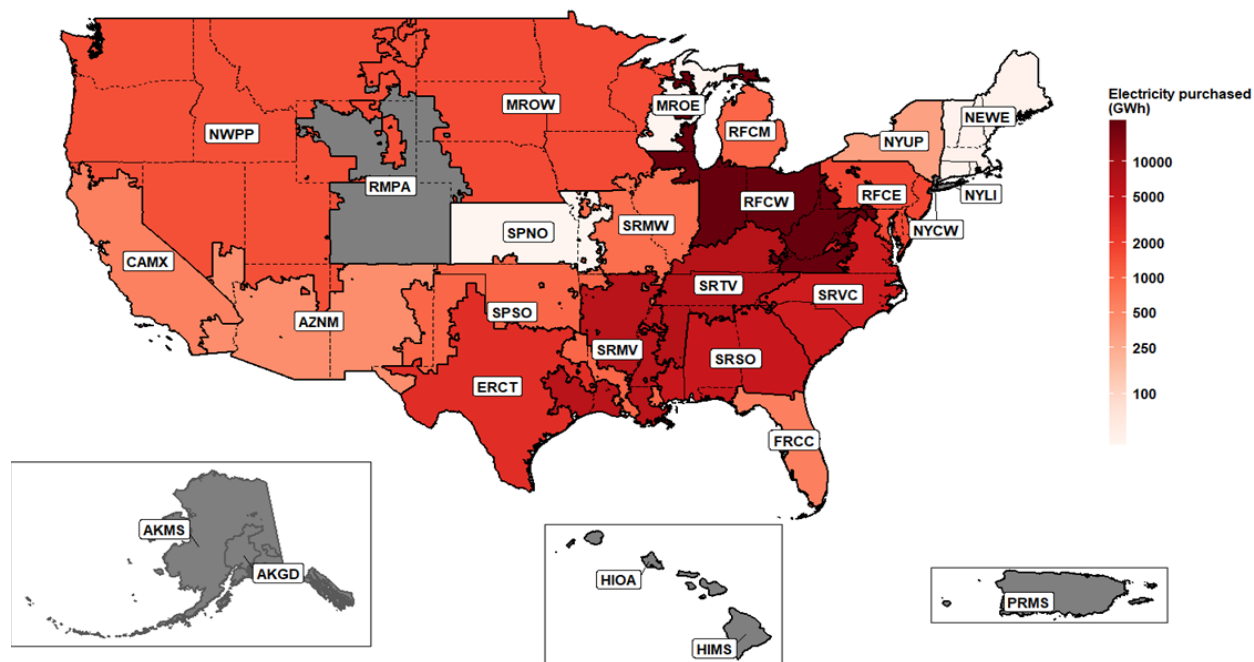 Electricity purchased
(GWh)
10000
5000
2000
1000
500
250
100
NWPP
MROW
MROE
RFCM
NYUP
NEWE
NYLI
NYCW
RFCE
RMPA
RFCW
SPNO
SRMW
CAMX
AZNM
SPSO
SRTV
SRVC
SRMV
SRSO
ERCT
FRCC
AKMS
AKGD
HIOA
HIMS
PRMS